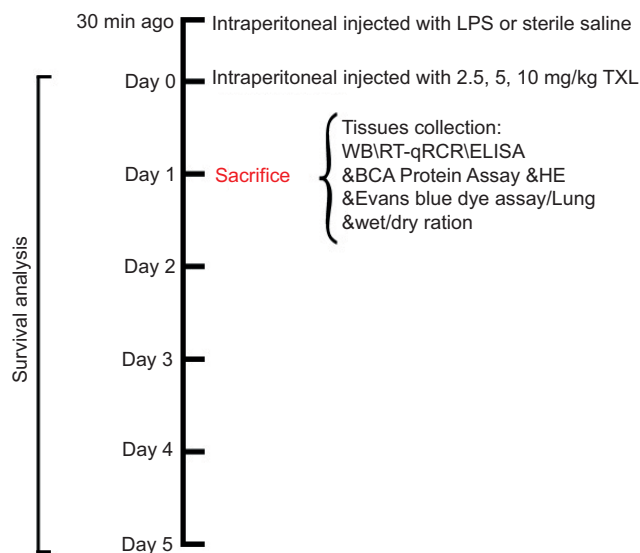 30 min ago Intraperitoneal injected with LPS or sterile saline
Day 0 Intraperitoneal injected with 2.5, 5, 10 mg/kg TXL
Tissues collection:
WB\RT-qRCR\ELISA
Day 1 Sacrifice &BCA Protein Assay &HE
&Evans blue dye assay/Lung
&wet/dry ration
Day 2
Survival analysis
Day 3
Day 4
Day 5